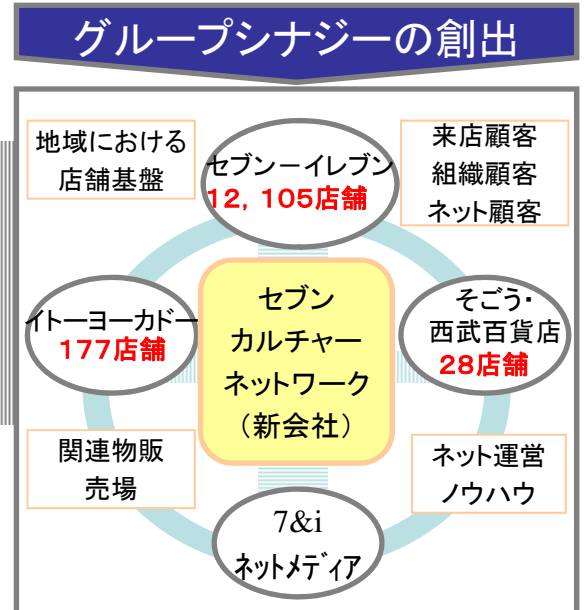 グループシナジーの創出
地域における
店舗基盤
セブン－イレブン
12，105店舗
来店顧客
組織顧客
ネット顧客
イトーヨーカドー
177店舗
セブン
カルチャー
ネットワーク
（新会社）
そごう・
西武百貨店
28店舗
関連物販
売場
7&i
ネットメディア
ネット運営
ノウハウ